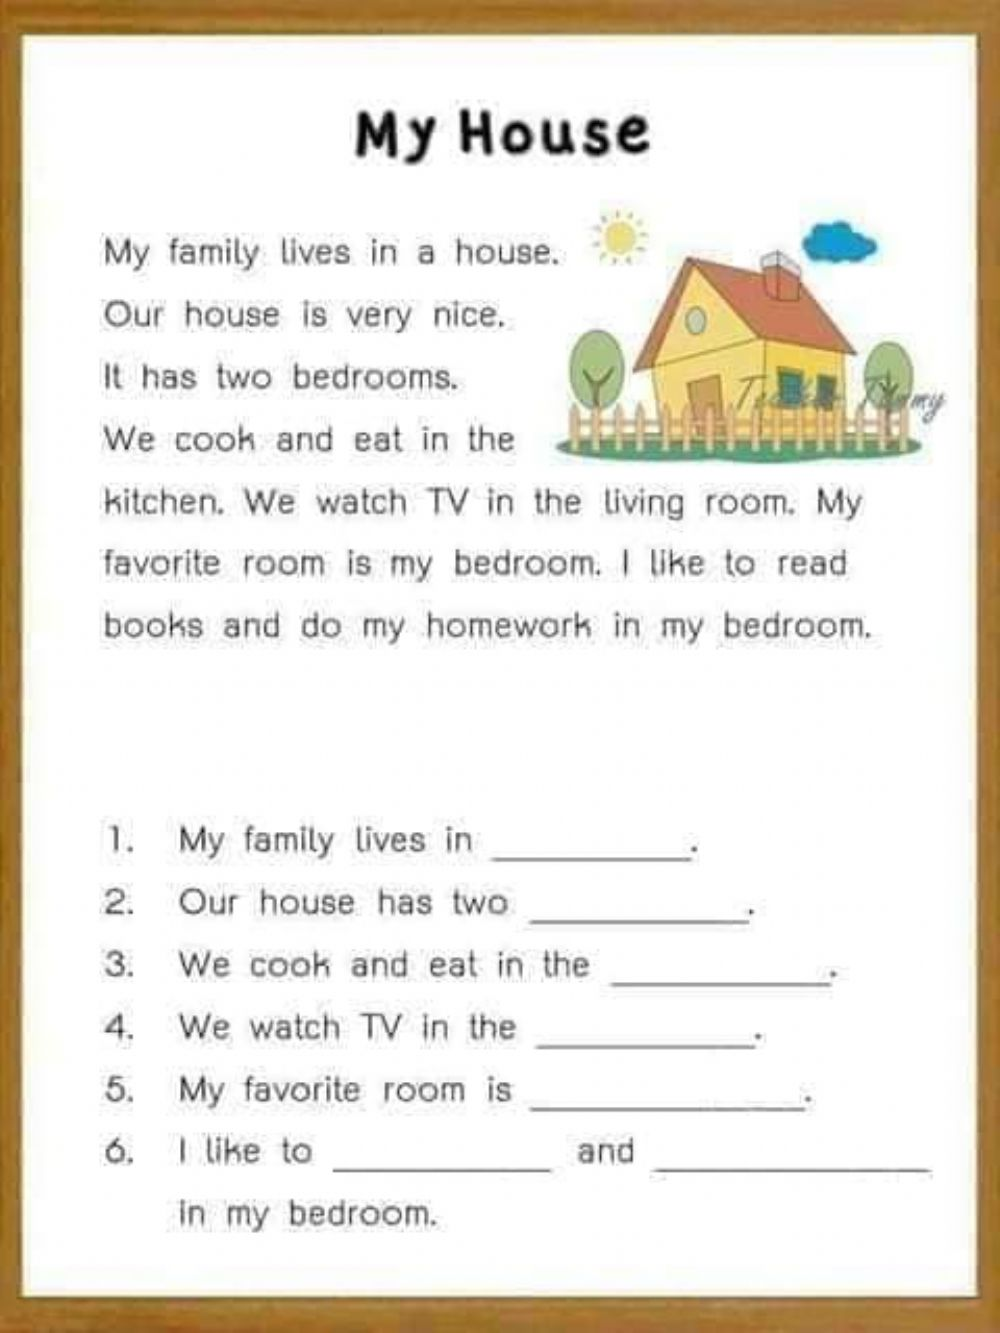 My House
My family lives in a house.
Our house is very nice.
It has two bedrooms.
We cook and eat in the
kitchen. We watch TV in the living room. My
favorite room is my bedroom. I like to read
books and do my homework in my bedroom.
1. My family lives in ____________.
2. Our house has two ____________.
3. We cook and eat in the ____________.
4. We watch TV in the ____________.
5. My favorite room is ____________.
6. I like to ____________ and ____________
in my bedroom.